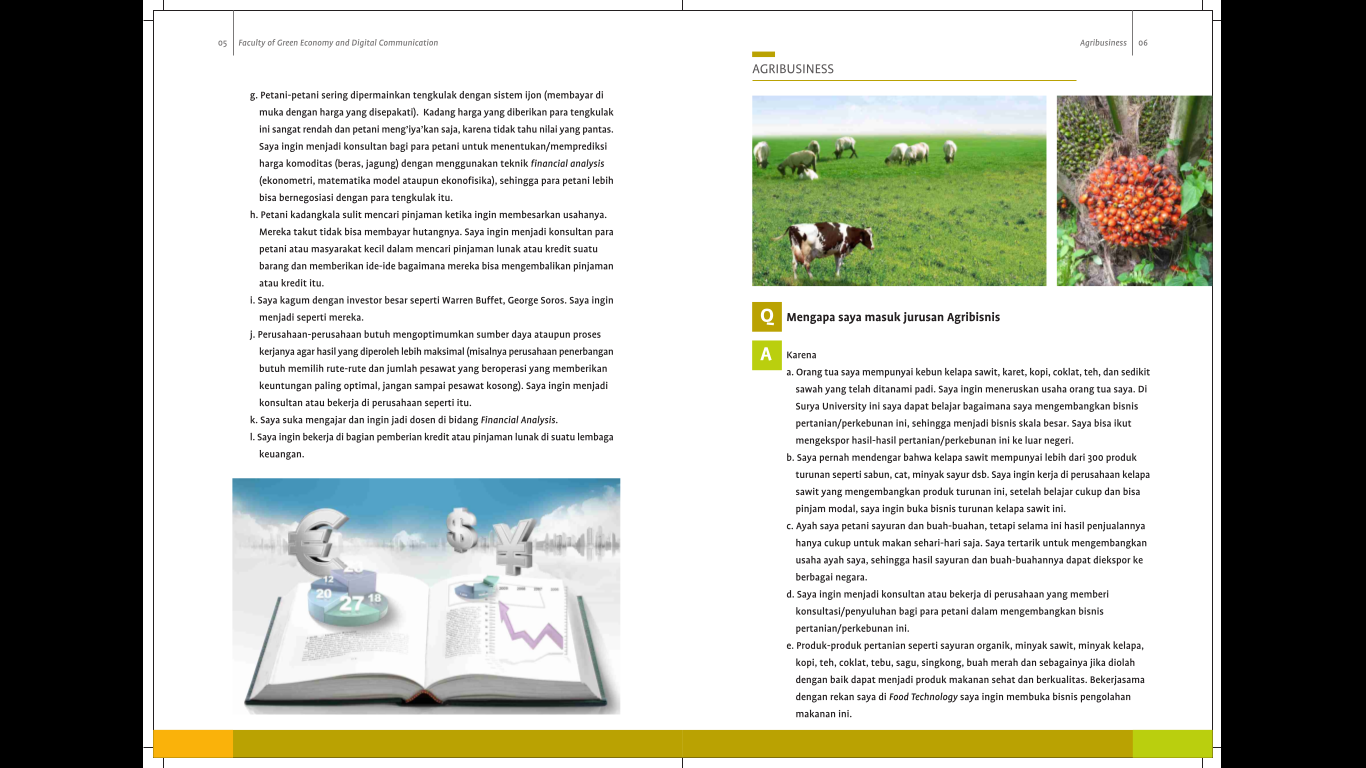 05 Faculty of Green Economy and Digital Communication
g. Petani-petani sering dipermainkan tengkulak dengan sistem ijon (membayar di
muka dengan harga yang disepakati).  Kadang harga yang diberikan para tengkulak
ini sangat rendah dan petani meng'iya'kan saja, karena tidak tahu nilai yang pantas.
Saya ingin menjadi konsultan bagi para petani untuk menentukan/memprediksi
harga komoditas (beras, jagung) dengan menggunakan teknik financial analysis
(ekonometri, matematika model ataupun ekonofisika), sehingga para petani lebih
bisa bernegosiasi dengan para tengkulak itu.
h. Petani kadangkala sulit mencari pinjaman ketika ingin membesarkan usahanya.
Mereka takut tidak bisa membayar hutangnya. Saya ingin menjadi konsultan para
petani atau masyarakat kecil dalam mencari pinjaman lunak atau kredit suatu
barang dan memberikan ide-ide bagaimana mereka bisa mengembalikan pinjaman
atau kredit itu.
i. Saya kagum dengan investor besar seperti Warren Buffet, George Soros. Saya ingin
menjadi seperti mereka.
j. Perusahaan-perusahaan butuh mengoptimumkan sumber daya ataupun proses
kerjanya agar hasil yang diperoleh lebih maksimal (misalnya perusahaan penerbangan
butuh memilih rute-rute dan jumlah pesawat yang beroperasi yang memberikan
keuntungan paling optimal, jangan sampai pesawat kosong). Saya ingin menjadi
konsultan atau bekerja di perusahaan seperti itu.
k. Saya suka mengajar dan ingin jadi dosen di bidang Financial Analysis.
l. Saya ingin bekerja di bagian pemberian kredit atau pinjaman lunak di suatu lembaga
keuangan.
€ $ ¥
12
20 27 18
Agribusiness 06
AGRIBUSINESS
Q Mengapa saya masuk jurusan Agribisnis
A Karena
a. Orang tua saya mempunyai kebun kelapa sawit, karet, kopi, coklat, teh, dan sedikit
sawah yang telah ditanami padi. Saya ingin meneruskan usaha orang tua saya. Di
Surya University ini saya dapat belajar bagaimana saya mengembangkan bisnis
pertanian/perkebunan ini, sehingga menjadi bisnis skala besar. Saya bisa ikut
mengekspor hasil-hasil pertanian/perkebunan ini ke luar negeri.
b. Saya pernah mendengar bahwa kelapa sawit mempunyai lebih dari 300 produk
turunan seperti sabun, cat, minyak sayur dsb. Saya ingin kerja di perusahaan kelapa
sawit yang mengembangkan produk turunan ini, setelah belajar cukup dan bisa
pinjam modal, saya ingin buka bisnis turunan kelapa sawit ini.
c. Ayah saya petani sayuran dan buah-buahan, tetapi selama ini hasil penjualannya
hanya cukup untuk makan sehari-hari saja. Saya tertarik untuk mengembangkan
usaha ayah saya, sehingga hasil sayuran dan buah-buahannya dapat diekspor ke
berbagai negara.
d. Saya ingin menjadi konsultan atau bekerja di perusahaan yang memberi
konsultasi/penyuluhan bagi para petani dalam mengembangkan bisnis
pertanian/perkebunan ini.
e. Produk-produk pertanian seperti sayuran organik, minyak sawit, minyak kelapa,
kopi, teh, coklat, tebu, sagu, singkong, buah merah dan sebagainya jika diolah
dengan baik dapat menjadi produk makanan sehat dan berkualitas. Bekerjasama
dengan rekan saya di Food Technology saya ingin membuka bisnis pengolahan
makanan ini.